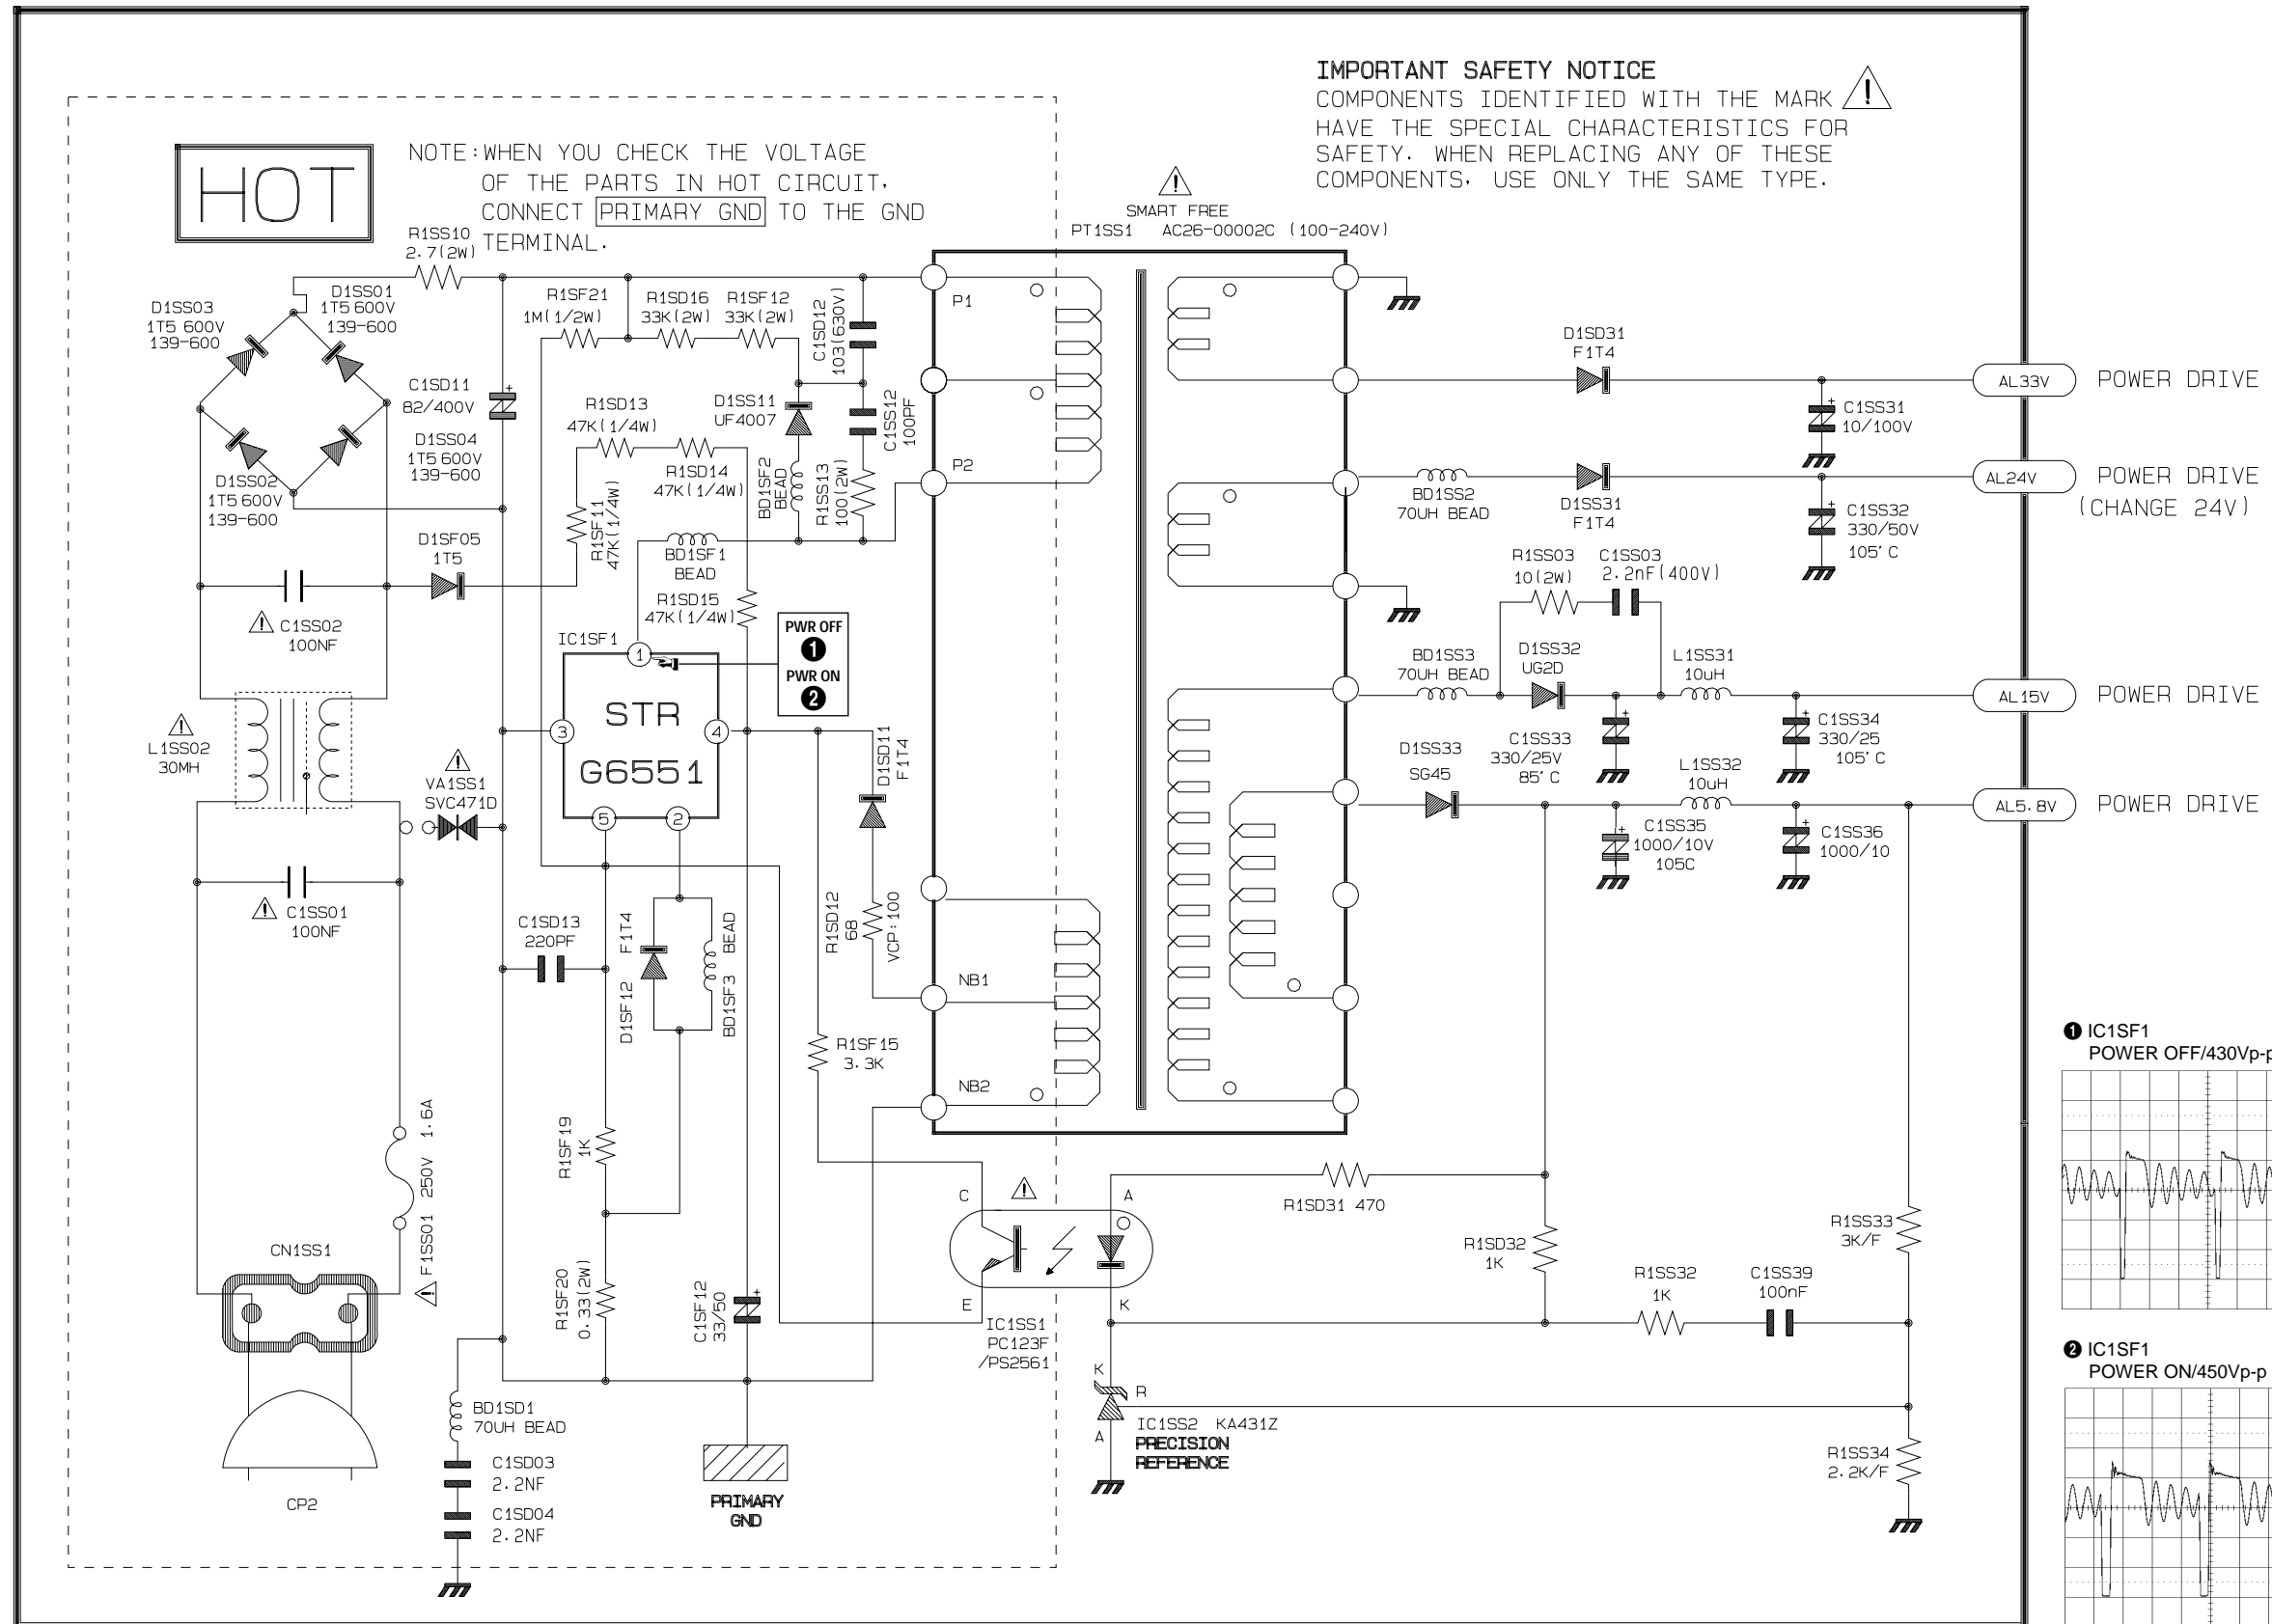 IMPORTANT SAFETY NOTICE
COMPONENTS IDENTIFIED WITH THE MARK
HAVE THE SPECIAL CHARACTERISTICS FOR
SAFETY. WHEN REPLACING ANY OF THESE
COMPONENTS, USE ONLY THE SAME TYPE.
HOT
NOTE:WHEN YOU CHECK THE VOLTAGE
OF THE PARTS IN HOT CIRCUIT,
CONNECT PRIMARY GND TO THE GND
TERMINAL.
SMART FREE
PT1SS1 AC26-00002C (100-240V)
R1SS10
2.7(2W)
D1SS03
1T5 600V
139-600
D1SS01
1T5 600V
139-600
C1SD11
82/400V
D1SS04
1T5 600V
139-600
D1SS02
1T5 600V
139-600
R1SF21
1M(1/2W)
R1SD16
33K(2W)
R1SF12
33K(2W)
C1SD12
103(630V)
R1SD13
47K(1/4W)
R1SD14
47K(1/4W)
D1SS11
UF4007
C1SS12
100PF
BD1SF2
BEAD
R1SS13
100(2W)
R1SF11
47K(1/4W)
D1SF05
1T5
BD1SF1
BEAD
R1SD15
47K(1/4W)
C1SS02
100NF
IC1SF1
PWR OFF
1
PWR ON
2
1
3
STR
4
G6551
5
2
L1SS02
30MH
VA1SS1
SVC471D
D1SD11
F1T4
C1SS01
100NF
C1SD13
220PF
D1SF12
F1T4
BD1SF3
BEAD
R1SD12
68
VCP:100
R1SF15
3.3K
R1SF19
1K
R1SF20
0.33(2W)
C1SF12
33/50
F1SS01 250V 1.6A
CN1SS1
CP2
BD1SD1
70UH BEAD
C1SD03
2.2NF
C1SD04
2.2NF
PRIMARY
GND
P1
P2
NB1
NB2
D1SD31
F1T4
AL33V POWER DRIVE
C1SS31
10/100V
BD1SS2
70UH BEAD
D1SS31
F1T4
AL24V POWER DRIVE
(CHANGE 24V)
C1SS32
330/50V
105'C
R1SS03
10(2W)
C1SS03
2.2nF(400V)
BD1SS3
70UH BEAD
D1SS32
UG2D
L1SS31
10uH
AL15V POWER DRIVE
C1SS33
330/25V
85'C
C1SS34
330/25
105'C
D1SS33
SG45
L1SS32
10uH
AL5.8V POWER DRIVE
C1SS35
1000/10V
105C
C1SS36
1000/10
C
A
E
K
IC1SS1
PC123F
/PS2561
R1SD31 470
R1SD32
1K
R1SS32
1K
C1SS39
100nF
R1SS33
3K/F
R1SS34
2.2K/F
K
R
A
IC1SS2 KA431Z
PRECISION
REFERENCE
1 IC1SF1
POWER OFF/430Vp-p
2 IC1SF1
POWER ON/450Vp-p